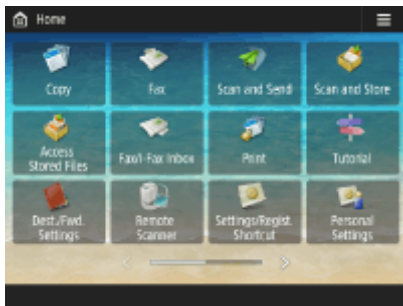 Home
Copy
Fax
Scan and Send
Scan and Store
Access
Stored Files
Fax/I-Fax Inbox
Print
Tutorial
Dest./Fwd.
Settings
Remote
Scanner
Settings/Regist.
Shortcut
Personal
Settings